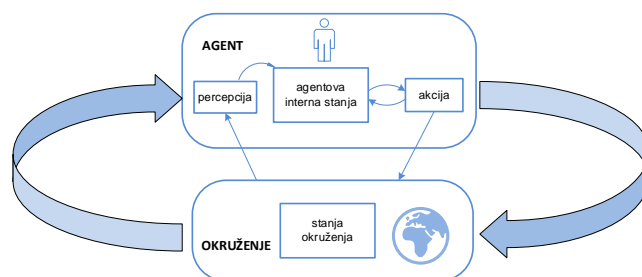 AGENT
percepcija
agentova
interna stanja
akcija
stanja
okruženja
OKRUŽENJE